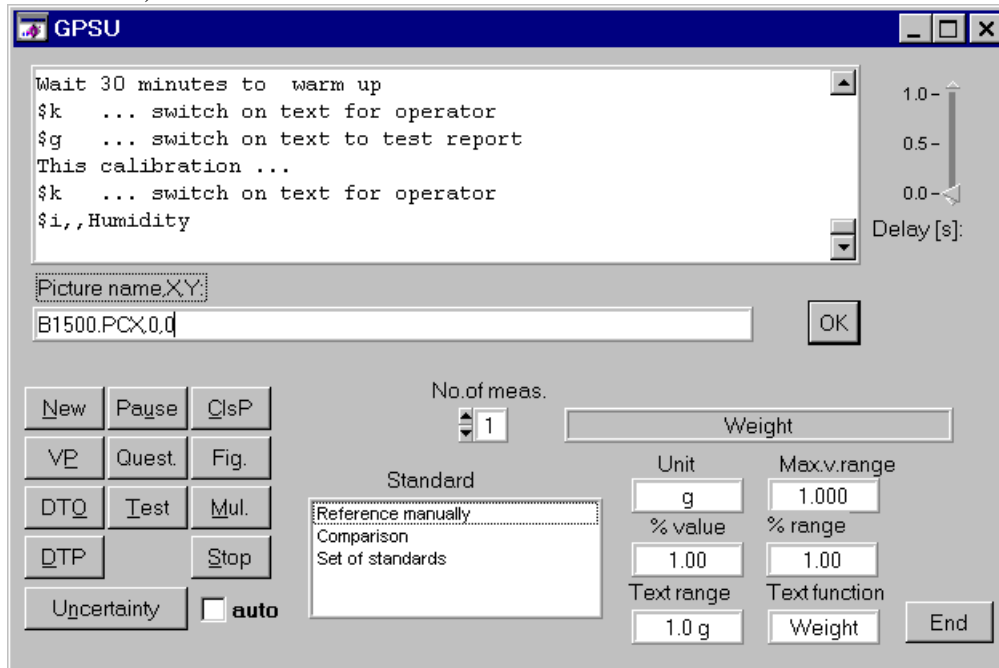 GPSU
Wait 30 minutes to  warm up
$k   ... switch on text for operator
$g   ... switch on text to test report
This calibration ...
$k   ... switch on text for operator
$i,,Humidity
1.0
0.5
0.0
Delay [s]:
Picture name,X,Y:
B1500.PCX,0,0
OK
New Pause ClsP
VP Quest. Fig.
DTO Test Mul.
DTP Stop
Uncertainty auto
No.of meas.
1
Weight
Standard
Reference manually
Comparison
Set of standards
Unit Max.v.range
g 1.000
% value % range
1.00 1.00
Text range Text function
1.0 g Weight
End